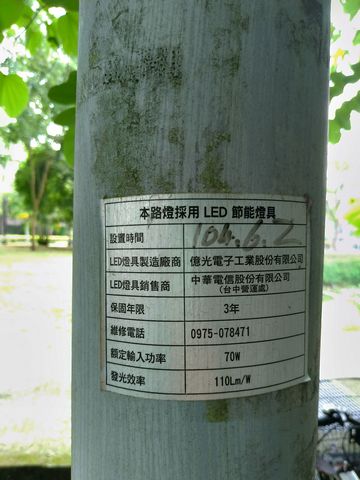 本路燈採用 LED 節能燈具
設置時間 104.6.2
LED燈具製造廠商 億光電子工業股份有限公司
LED燈具銷售商 中華電信股份有限公司
(台中營運處)
保固年限 3年
維修電話 0975-078471
額定輸入功率 70W
發光效率 110Lm/W